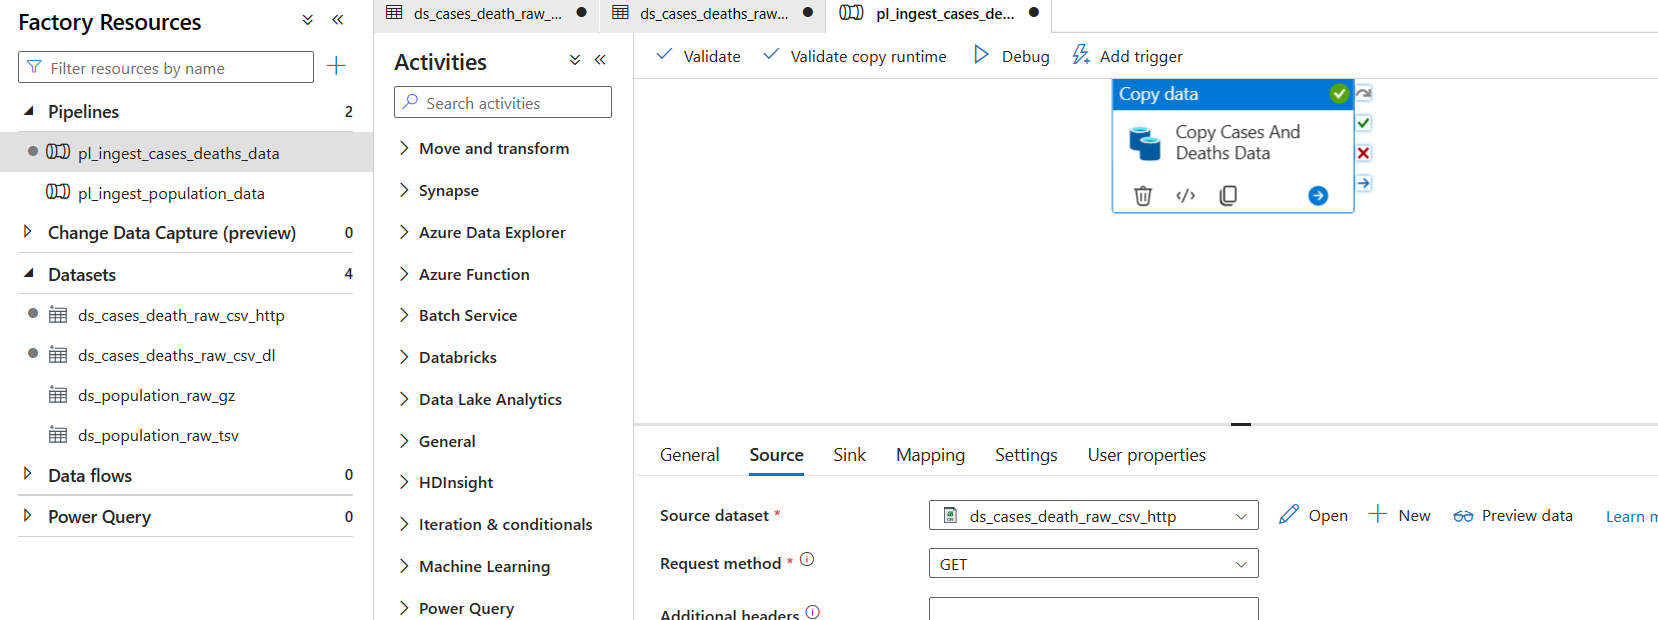 Factory Resources
Filter resources by name
Pipelines 2
pl_ingest_cases_deaths_data
pl_ingest_population_data
Change Data Capture (preview) 0
Datasets 4
ds_cases_death_raw_csv_http
ds_cases_deaths_raw_csv_dl
ds_population_raw_gz
ds_population_raw_tsv
Data flows 0
Power Query 0
ds_cases_death_raw_...
ds_cases_deaths_raw...
pl_ingest_cases_de...
Activities
Search activities
Move and transform
Synapse
Azure Data Explorer
Azure Function
Batch Service
Databricks
Data Lake Analytics
General
HDInsight
Iteration & conditionals
Machine Learning
Power Query
Validate Validate copy runtime Debug Add trigger
Copy data
Copy Cases And
Deaths Data
General Source Sink Mapping Settings User properties
Source dataset * ds_cases_death_raw_csv_http Open New Preview data Learn m
Request method * GET
Additional headers